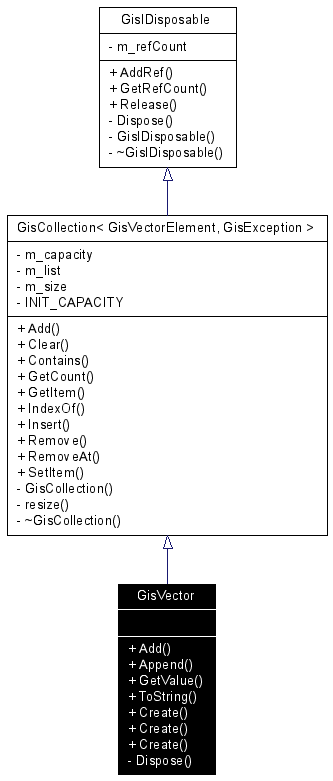 GisIDisposable
- m_refCount
+ AddRef()
+ GetRefCount()
+ Release()
- Dispose()
- GisIDisposable()
- ~GisIDisposable()
GisCollection< GisVectorElement, GisException >
- m_capacity
- m_list
- m_size
- INIT_CAPACITY
+ Add()
+ Clear()
+ Contains()
+ GetCount()
+ GetItem()
+ IndexOf()
+ Insert()
+ Remove()
+ RemoveAt()
+ SetItem()
- GisCollection()
- resize()
- ~GisCollection()
GisVector
+ Add()
+ Append()
+ GetValue()
+ ToString()
+ Create()
+ Create()
+ Create()
- Dispose()